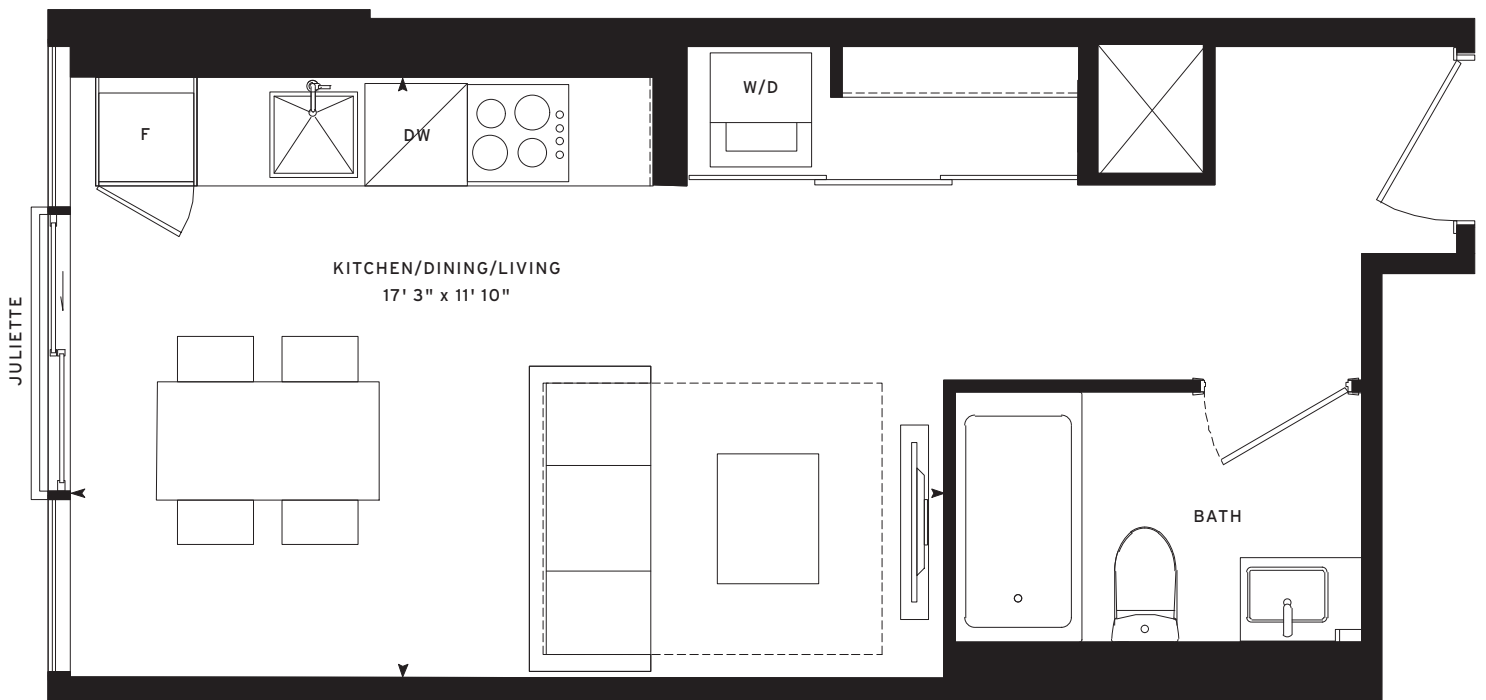 W/D
F
DW
KITCHEN/DINING/LIVING
17' 3" x 11' 10"
JULIETTE
BATH